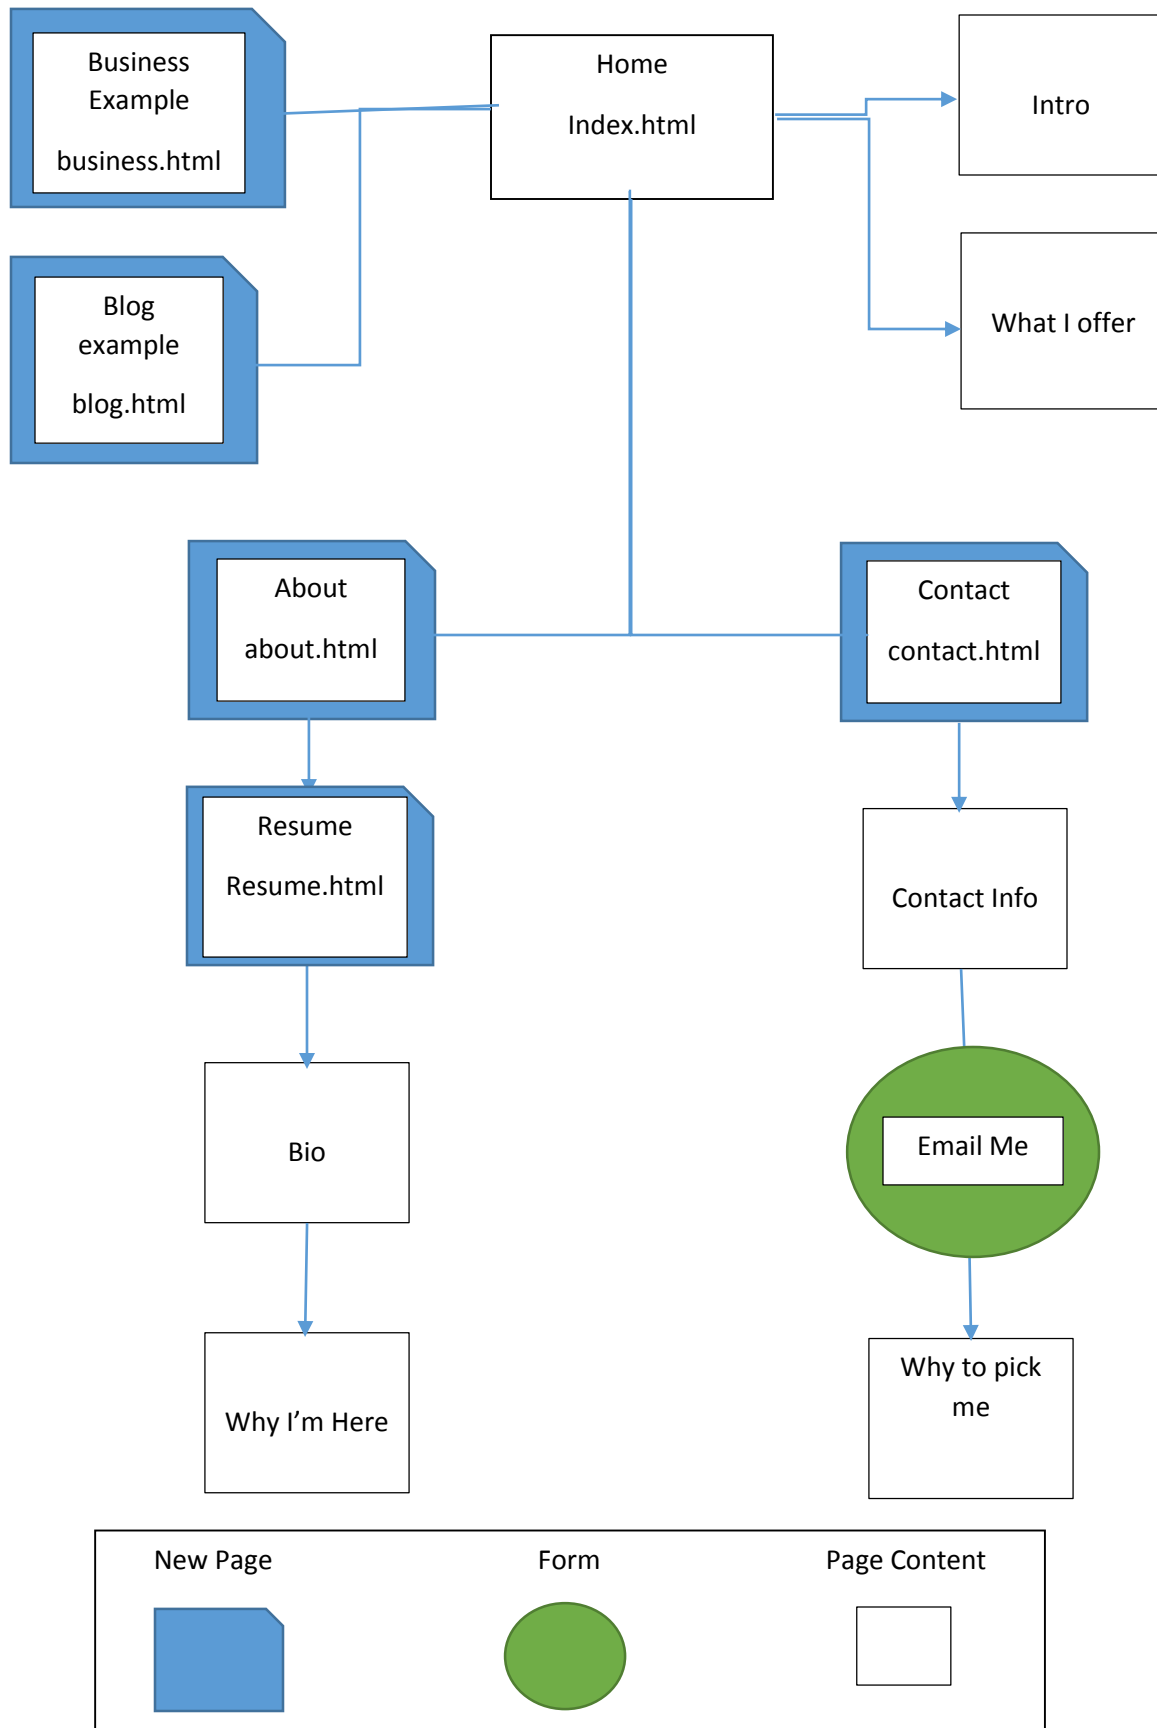 Business
Example
business.html
Home
Index.html
Intro
Blog
example
blog.html
What I offer
About
about.html
Contact
contact.html
Resume
Resume.html
Contact Info
Bio
Email Me
Why I’m Here
Why to pick
me
New Page
Form
Page Content